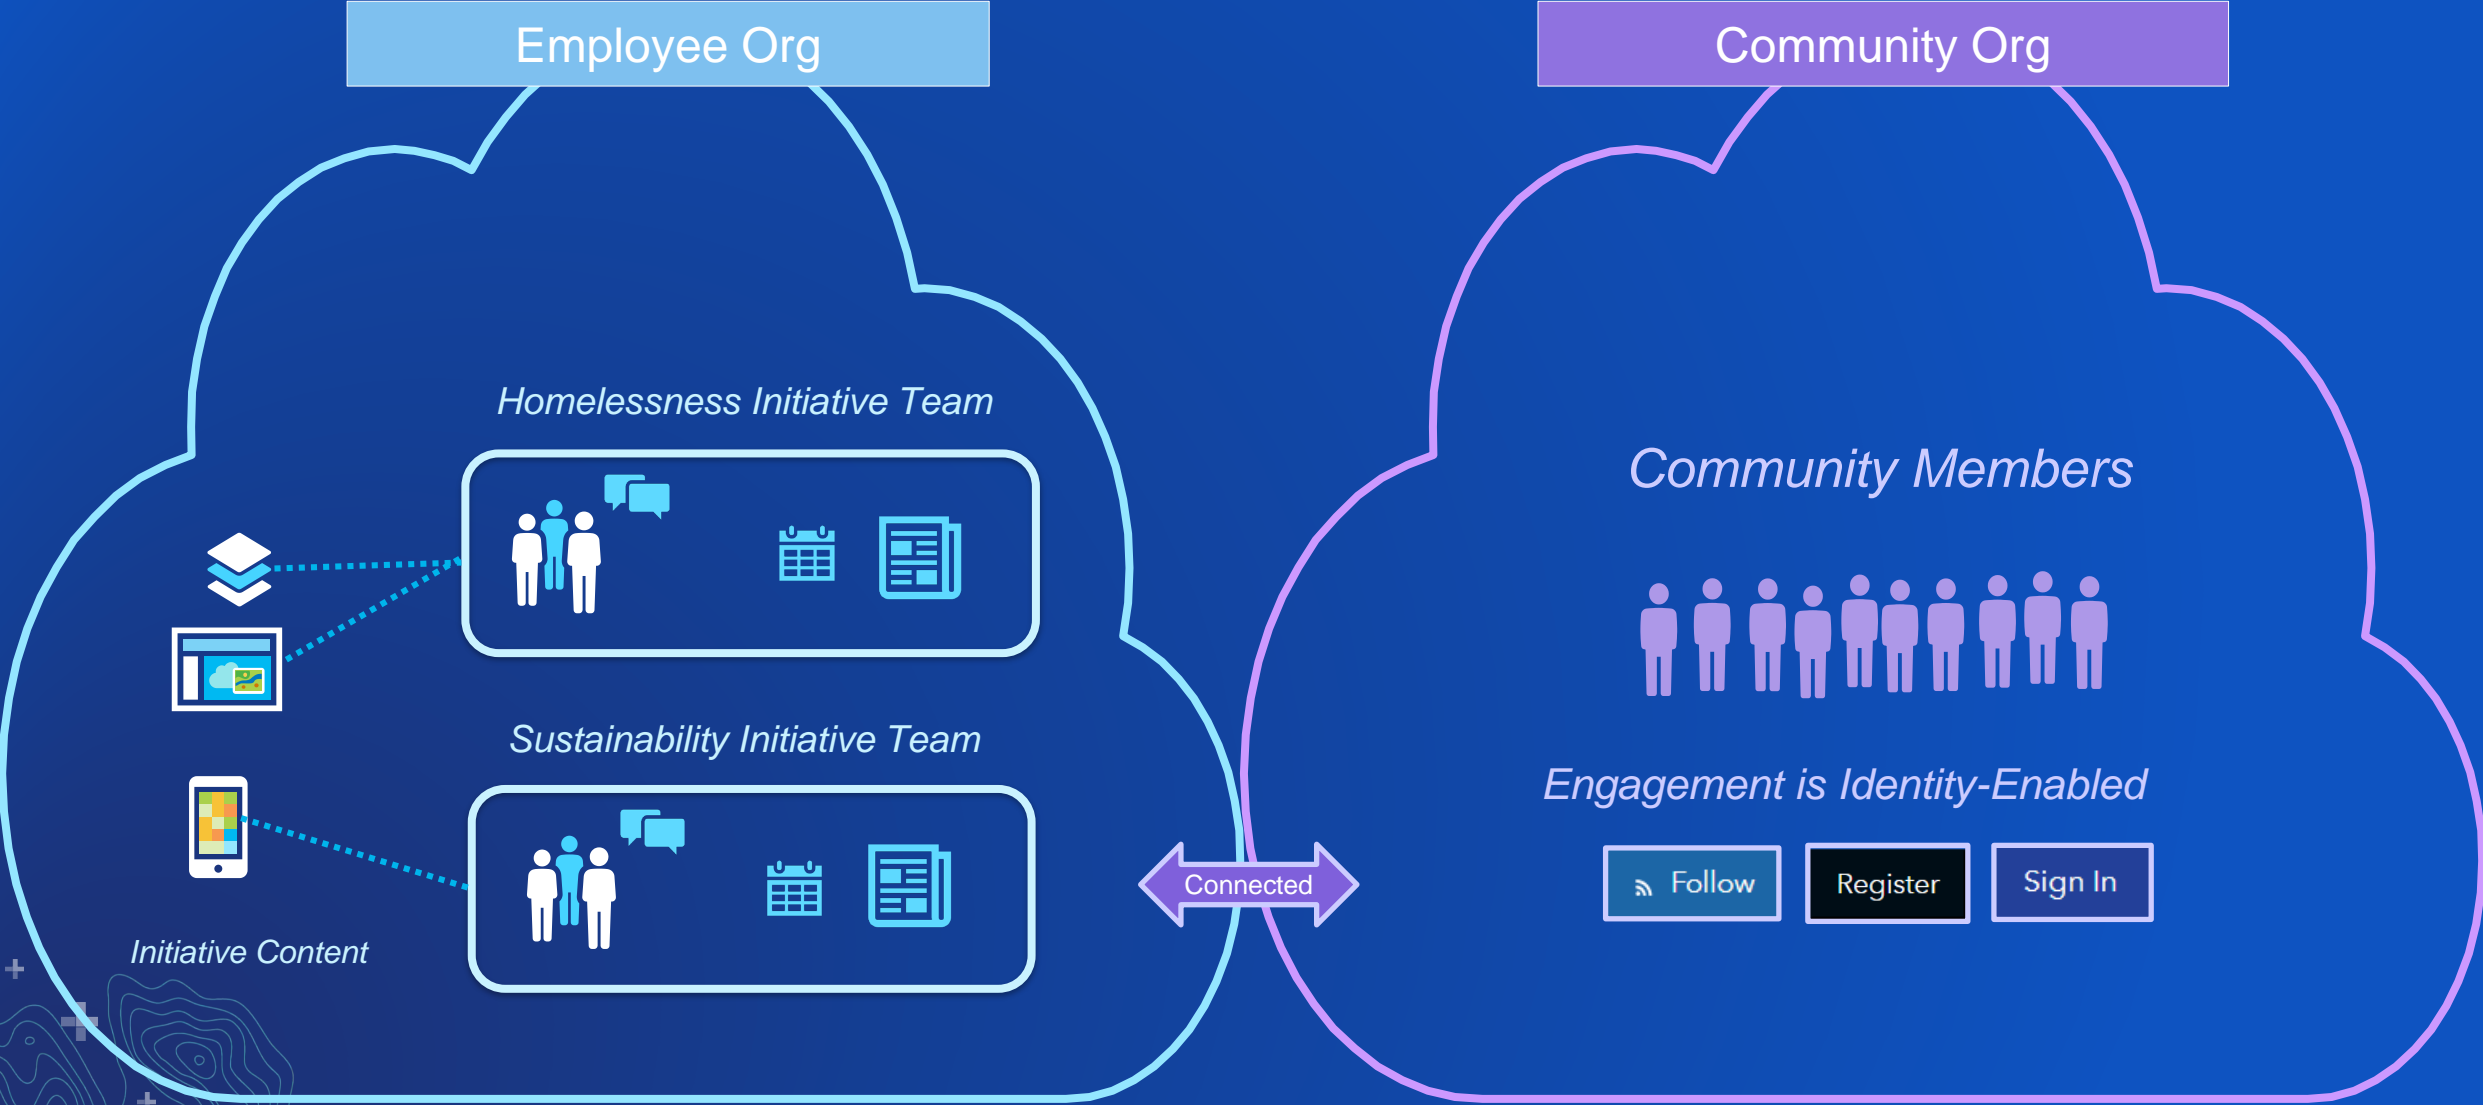 Employee Org
Community Org
Homelessness Initiative Team
Community Members
Sustainability Initiative Team
Engagement is Identity-Enabled
Connected
Follow
Register
Sign In
Initiative Content